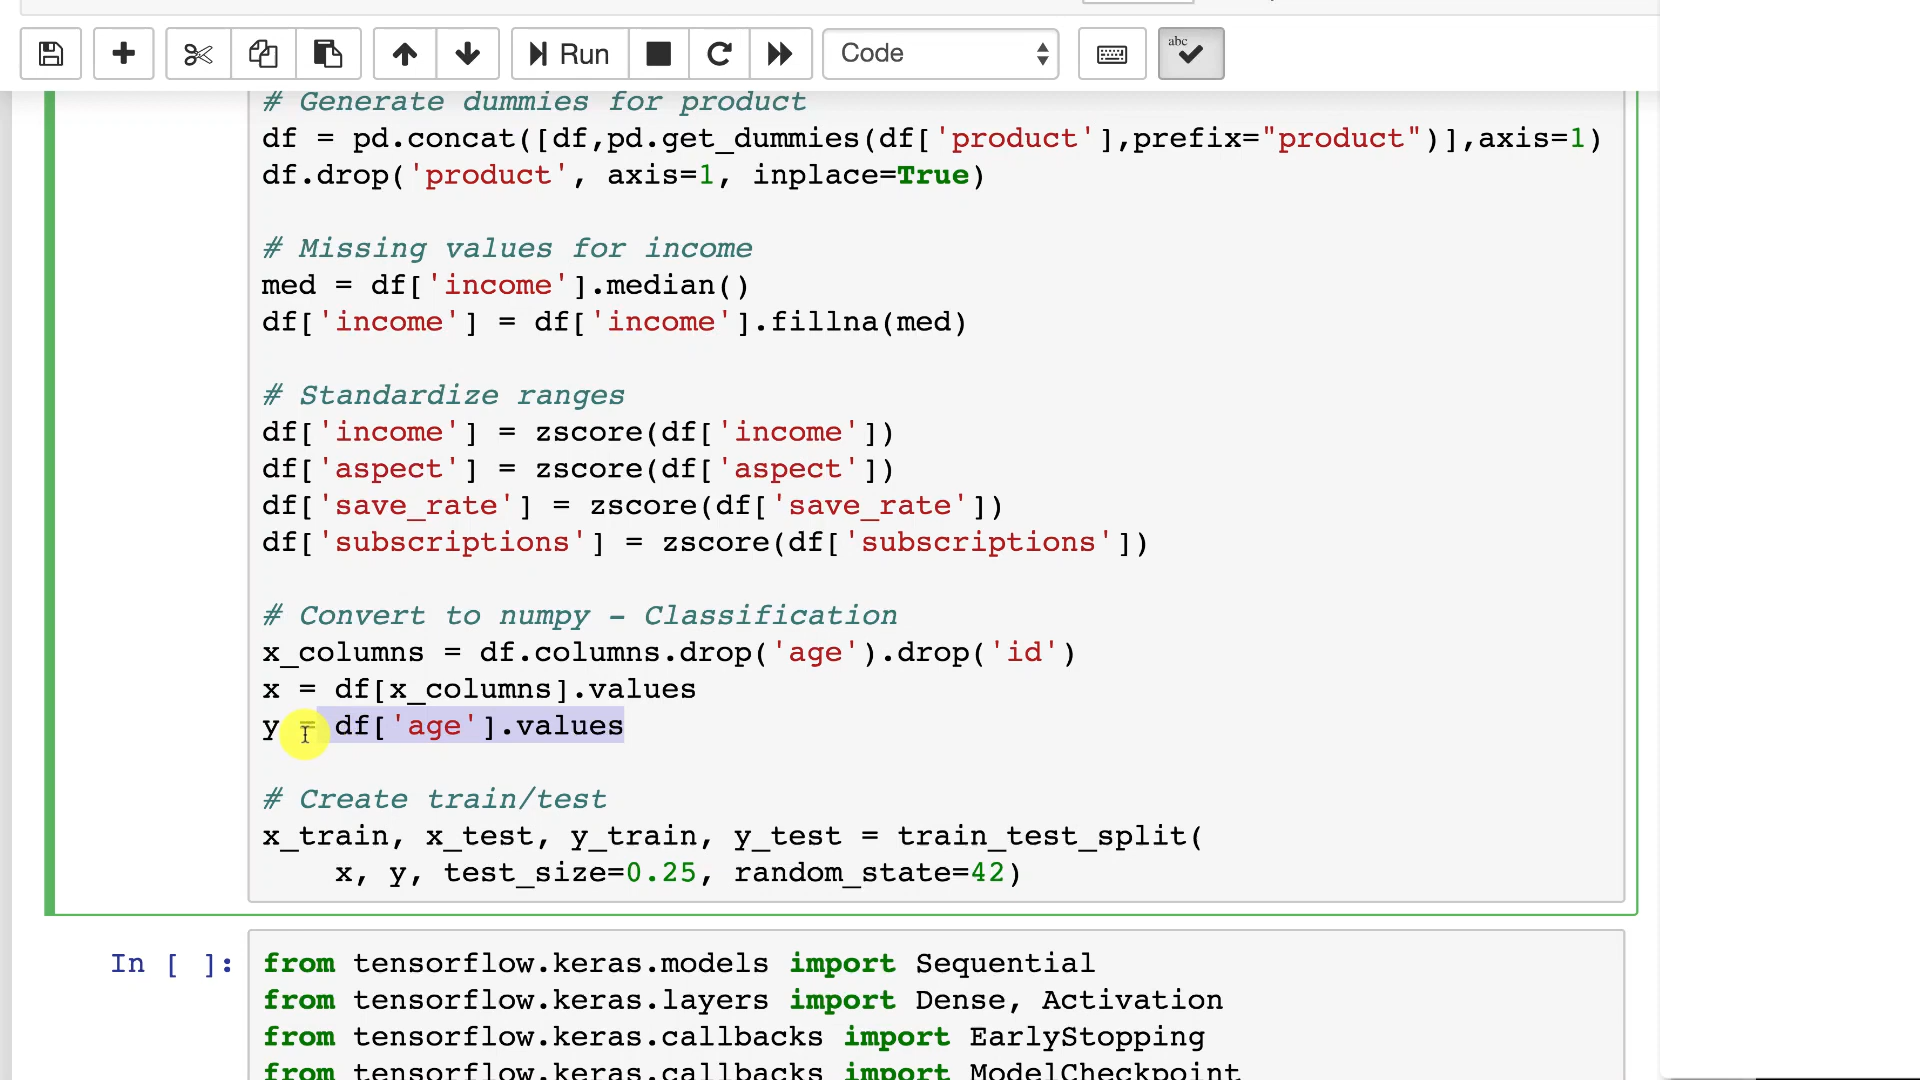 Run
Code
abc
# Generate dummies for product
df = pd.concat([df,pd.get_dummies(df['product'],prefix="product")],axis=1)
df.drop('product', axis=1, inplace=True)
# Missing values for income
med = df['income'].median()
df['income'] = df['income'].fillna(med)
# Standardize ranges
df['income'] = zscore(df['income'])
df['aspect'] = zscore(df['aspect'])
df['save_rate'] = zscore(df['save_rate'])
df['subscriptions'] = zscore(df['subscriptions'])
# Convert to numpy - Classification
x_columns = df.columns.drop('age').drop('id')
x = df[x_columns].values
y = df['age'].values
# Create train/test
x_train, x_test, y_train, y_test = train_test_split(
    x, y, test_size=0.25, random_state=42)
In [ ]:
from tensorflow.keras.models import Sequential
from tensorflow.keras.layers import Dense, Activation
from tensorflow.keras.callbacks import EarlyStopping
from tensorflow.keras.callbacks import ModelCheckpoint